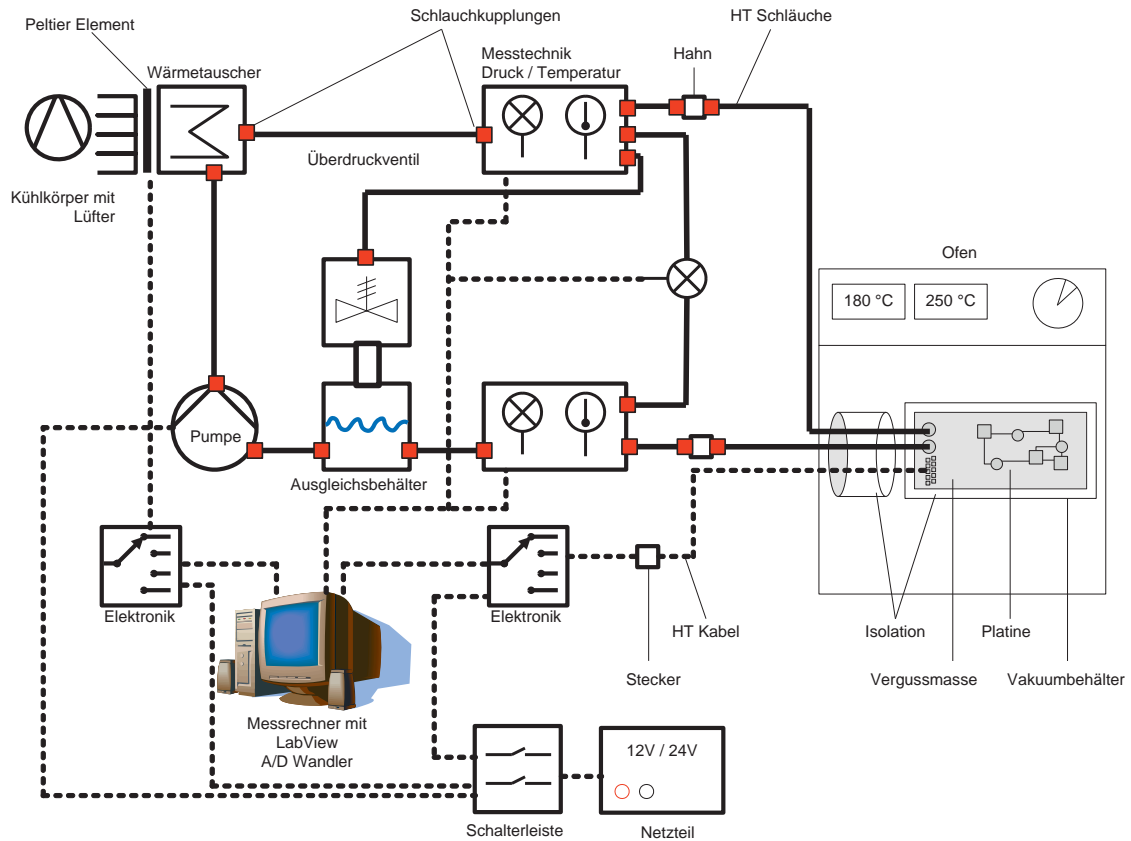 Peltier Element
Schlauchkupplungen
HT Schläuche
Wärmetauscher
Messtechnik
Druck / Temperatur
Hahn
Überdruckventil
Kühlkörper mit
Lüfter
Ofen
180 °C
250 °C
Pumpe
Ausgleichsbehälter
Elektronik
Elektronik
HT Kabel
Isolation
Platine
Stecker
Vergussmasse
Vakuumbehälter
Messrechner mit
LabView
A/D Wandler
12V / 24V
Schalterleiste
Netzteil